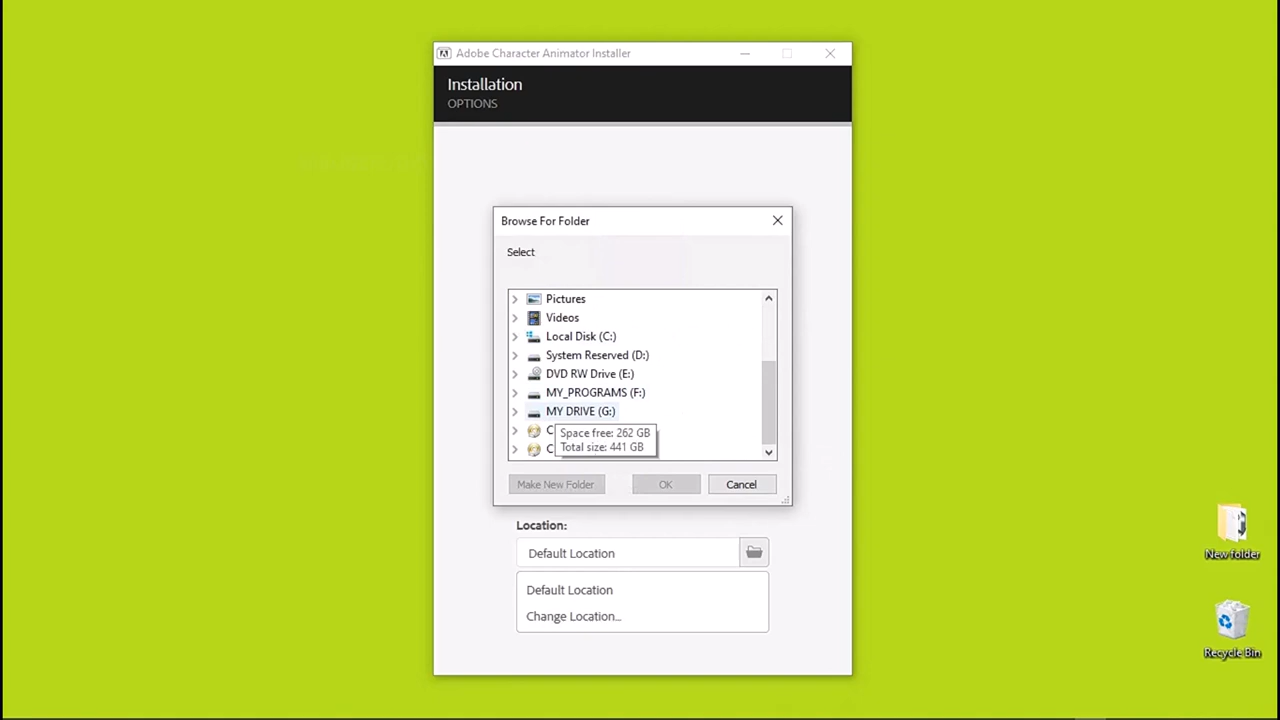 Adobe Character Animator Installer
Installation
OPTIONS
Browse For Folder
Select
Pictures
Videos
Local Disk (C:)
System Reserved (D:)
DVD RW Drive (E:)
MY_PROGRAMS (F:)
MY DRIVE (G:)
C
Space free: 262 GB
Total size: 441 GB
C
Make New Folder
OK
Cancel
Location:
Default Location
Default Location
Change Location...
New folder
Recycle Bin